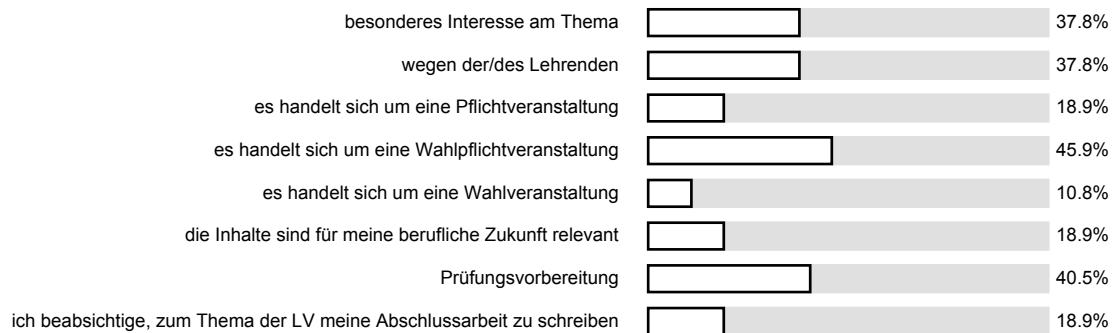 besonderes Interesse am Thema 37.8%
wegen der/des Lehrenden 37.8%
es handelt sich um eine Pflichtveranstaltung 18.9%
es handelt sich um eine Wahlpflichtveranstaltung 45.9%
es handelt sich um eine Wahlveranstaltung 10.8%
die Inhalte sind für meine berufliche Zukunft relevant 18.9%
Prüfungsvorbereitung 40.5%
ich beabsichtige, zum Thema der LV meine Abschlussarbeit zu schreiben 18.9%